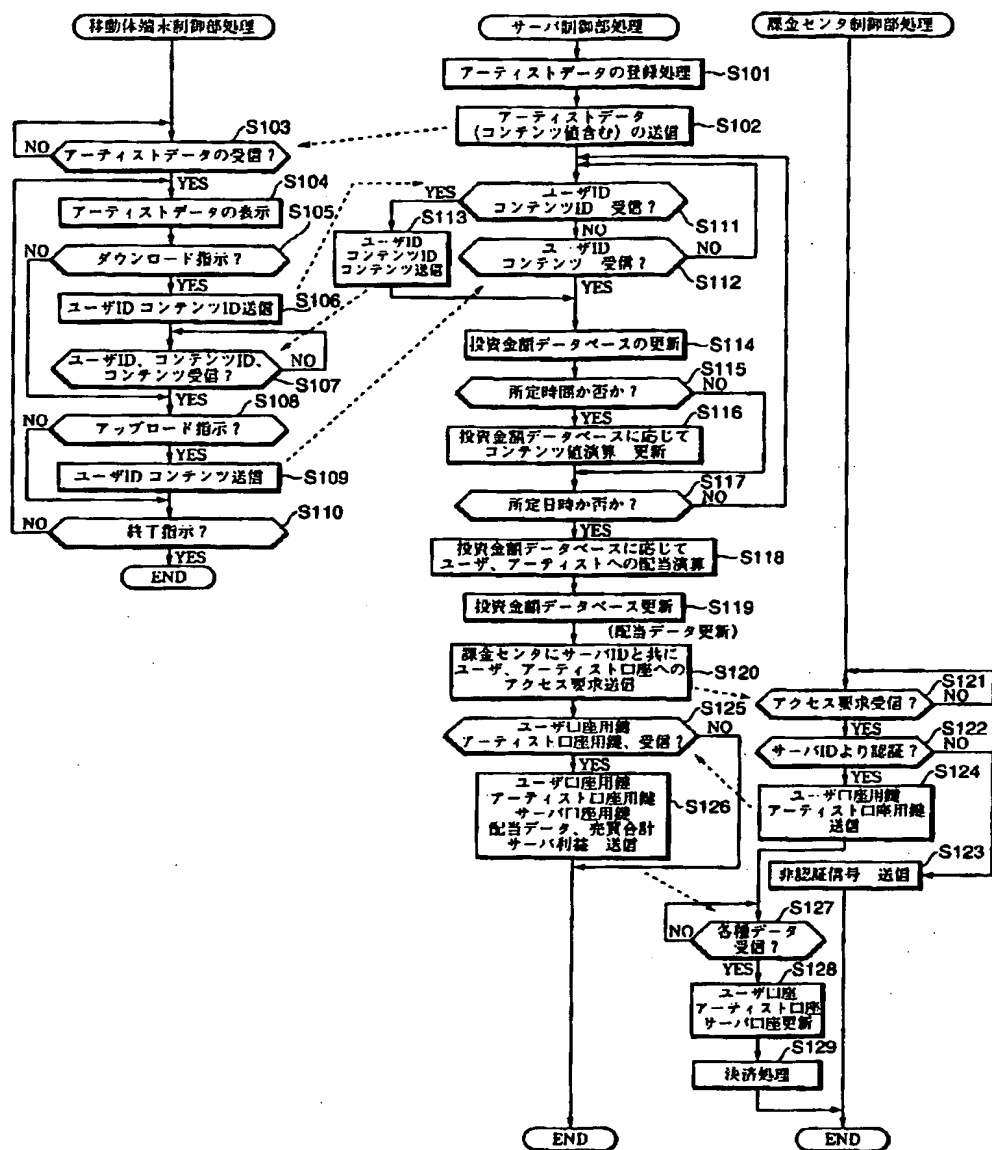 移動体端末制御部処理
S103
アーティストデータの受信？
NO
YES
S104
アーティストデータの表示
S105
NO
ダウンロード指示？
YES
S106
ユーザID コンテンツID送信
ユーザID、コンテンツID、
コンテンツ受信？
NO
S107
YES
S108
NO
アップロード指示？
YES
ユーザID コンテンツ送信
S109
S110
NO
終了指示？
YES
END
サーバ制御部処理
アーティストデータの登録処理
S101
アーティストデータ
(コンテンツ値含む)の送信
S102
YES
ユーザID
コンテンツID 受信？
S111
S113
ユーザID
コンテンツID
コンテンツ送信
NO
ユーザID
コンテンツ 受信？
NO
S112
YES
投資金額データベースの更新
S114
S115
所定時間か否か？
NO
YES
S116
投資金額データベースに応じて
コンテンツ値演算 更新
S117
所定日時か否か？
NO
YES
投資金額データベースに応じて
ユーザ、アーティストへの配当演算
S118
投資金額データベース更新
S119
(配当データ更新)
課金センタにサーバIDと共に
ユーザ、アーティスト口座への
アクセス要求送信
S120
S125
ユーザ口座用鍵
アーティスト口座用鍵、受信？
NO
YES
ユーザ口座用鍵
アーティスト口座用鍵
サーバ口座用鍵
配当データ、売買合計
サーバ利益 送信
S126
END
課金センタ制御部処理
S121
アクセス要求受信？
NO
YES
S122
サーバIDより認証？
NO
YES
S124
ユーザ口座用鍵
アーティスト口座用鍵
送信
S123
非認証信号 送信
S127
NO
各種データ
受信？
YES
S128
ユーザ口座
アーティスト口座
サーバ口座更新
S129
決済処理
END